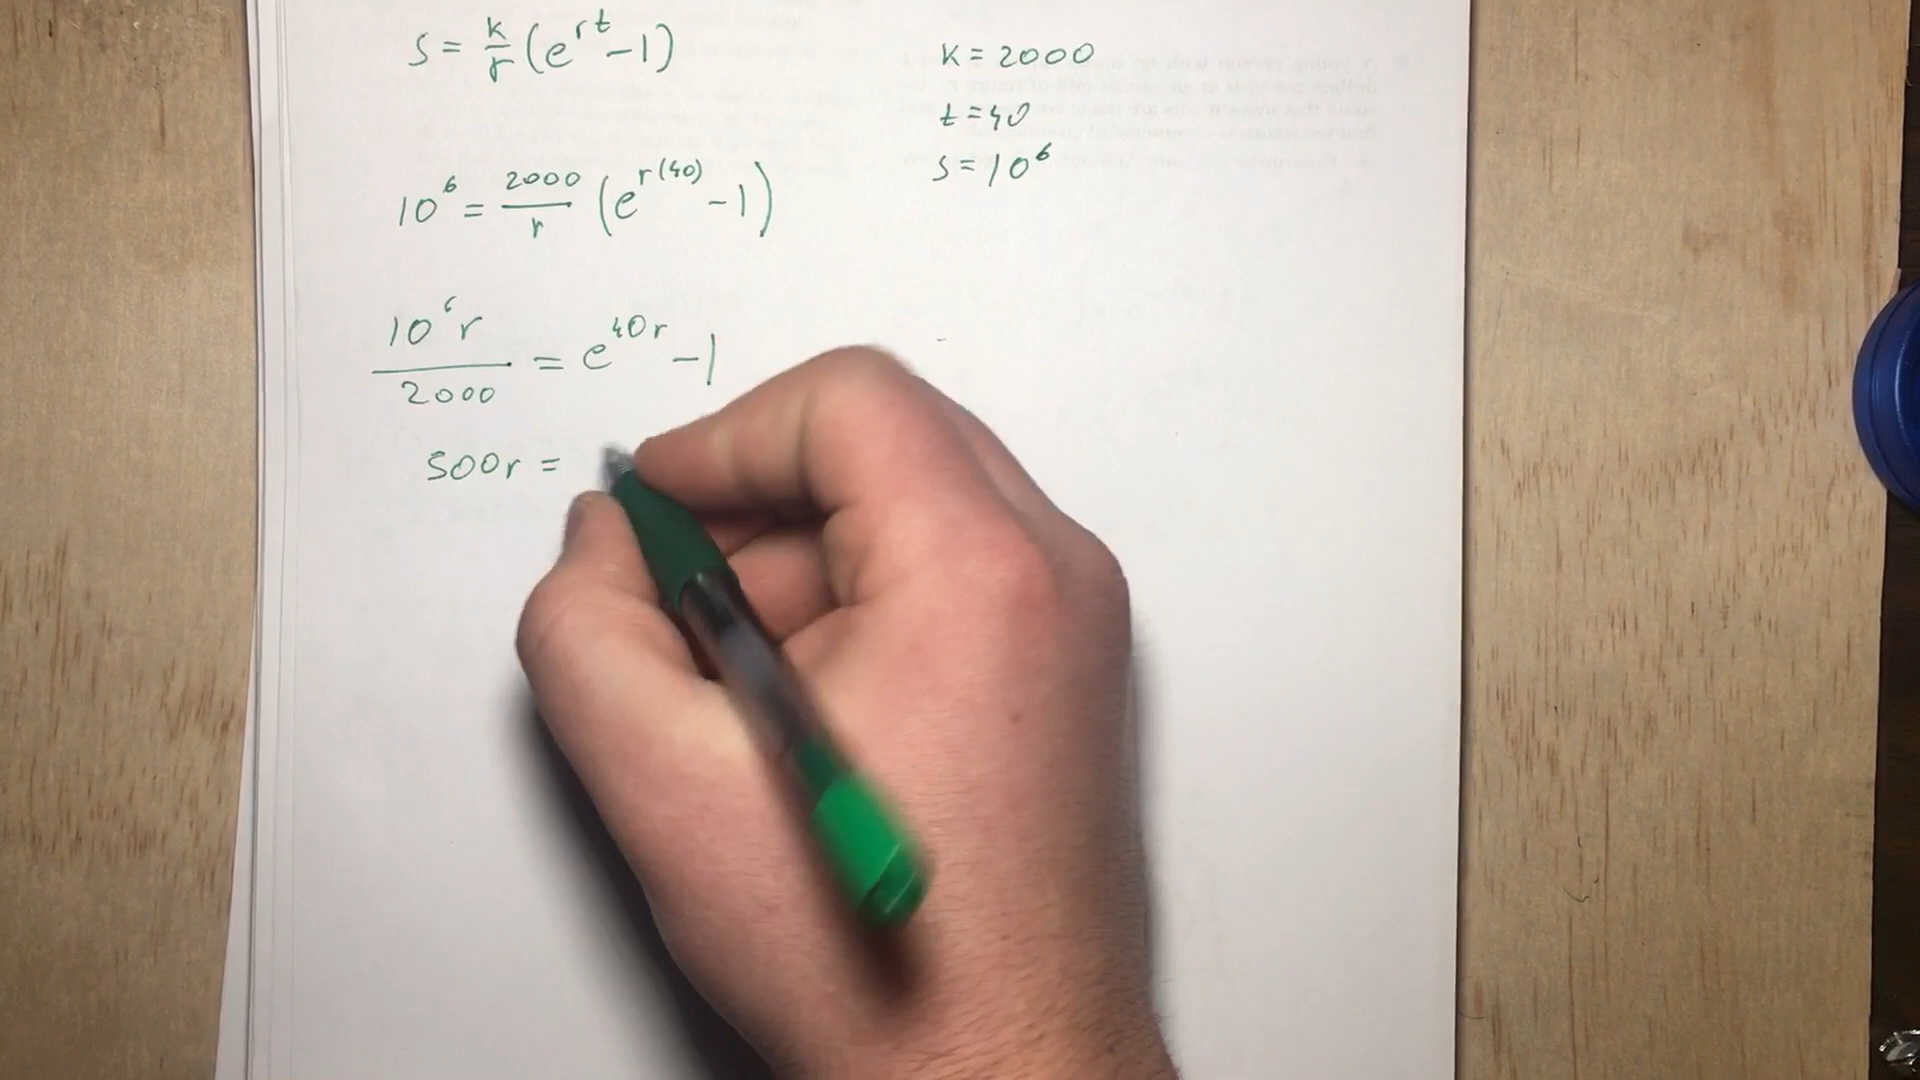 S = k/r (e^rt - 1)
k = 2000
t = 40
S = 10^6
10^6 = 2000/r (e^r(40) - 1)
10^6 r / 2000 = e^40r - 1
500r =